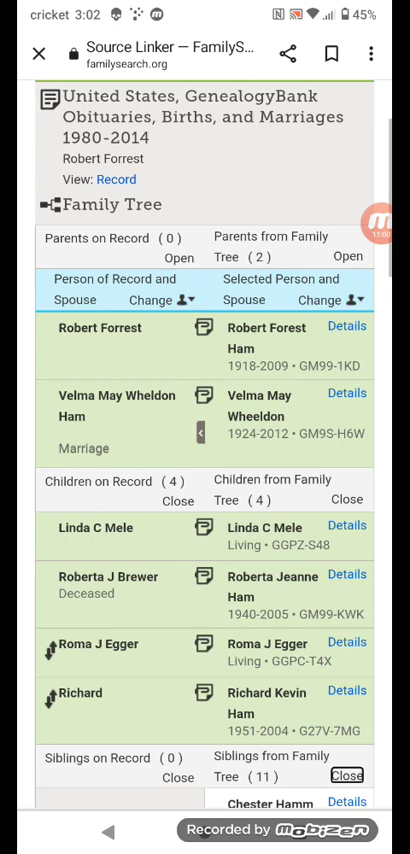 cricket 3:02 45%
Source Linker — FamilyS...
familysearch.org
United States, GenealogyBank
Obituaries, Births, and Marriages
1980-2014
Robert Forrest
View: Record
Family Tree
Parents on Record ( 0 )
Open
Parents from Family
Tree ( 2 ) Open
Person of Record and
Spouse Change
Selected Person and
Spouse Change
Robert Forrest
Robert Forest
Ham
Details
1918-2009 • GM99-1KD
Velma May Wheldon
Ham
Marriage
Velma May
Wheeldon
Details
1924-2012 • GM9S-H6W
Children on Record ( 4 )
Close
Children from Family
Tree ( 4 ) Close
Linda C Mele
Linda C Mele
Details
Living • GGPZ-S48
Roberta J Brewer
Deceased
Roberta Jeanne
Ham
Details
1940-2005 • GM99-KWK
Roma J Egger
Roma J Egger
Details
Living • GGPC-T4X
Richard
Richard Kevin
Ham
Details
1951-2004 • G27V-7MG
Siblings on Record ( 0 )
Close
Siblings from Family
Tree ( 11 ) Close
Chester Hamm
Details
Recorded by mobizen
11:00